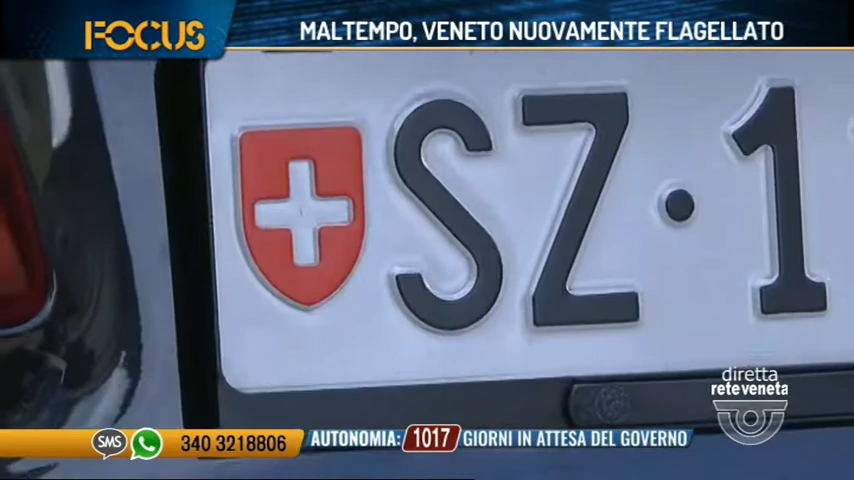 FOCUS
MALTEMPO, VENETO NUOVAMENTE FLAGELLATO
SZ·1
diretta
reteveneta
SMS
340 3218806
AUTONOMIA: 1017 GIORNI IN ATTESA DEL GOVERNO